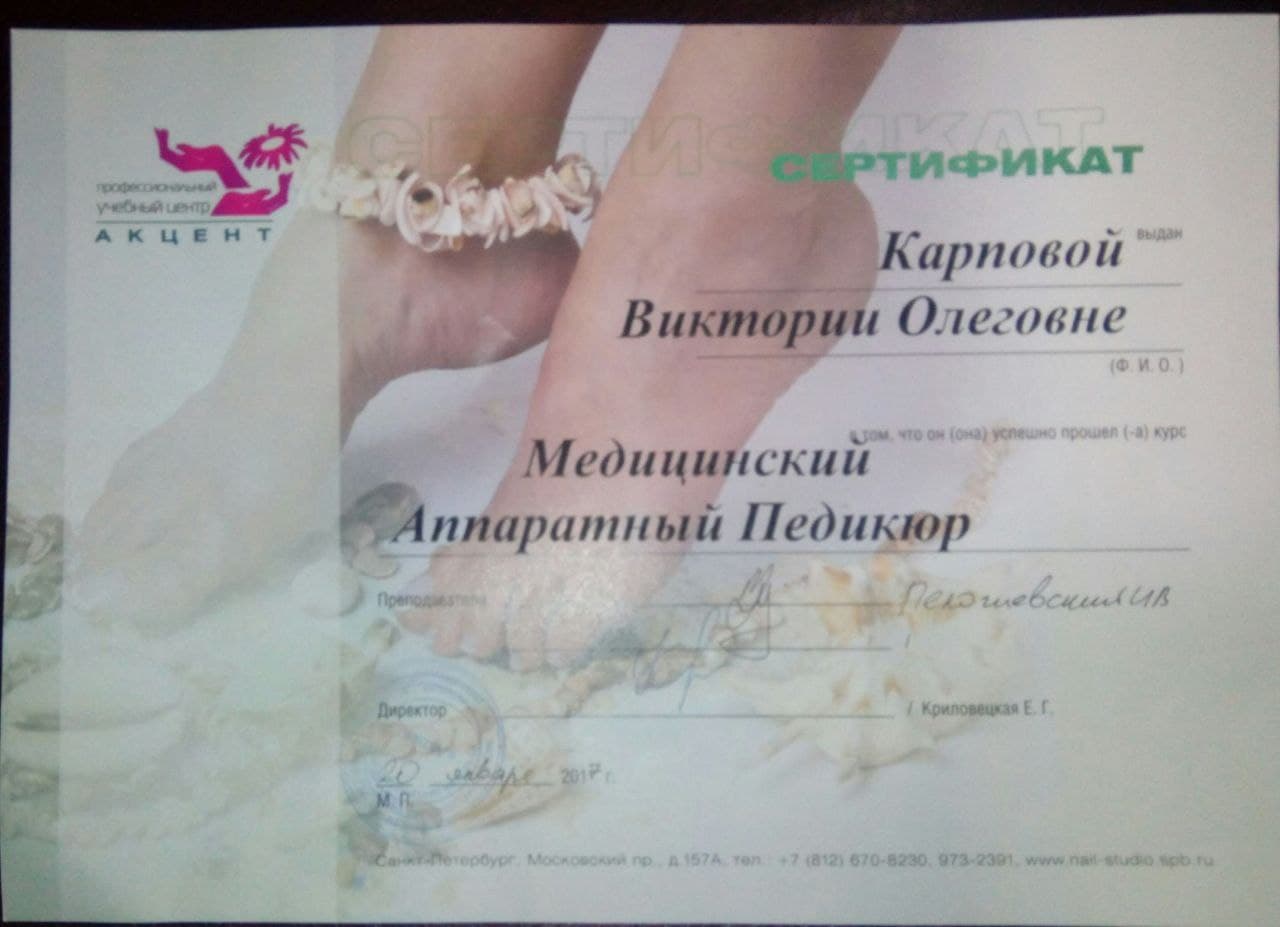 СЕРТИФИКАТ
СЕРТИФИКАТ
профессиональный
учебный центр
АКЦЕНТ
выдан
Карповой
Виктории Олеговне
(Ф. И. О.)
в том, что он (она) успешно прошел (-а) курс
Медицинский
Аппаратный Педикюр
Преподаватель
Директор / Криловецкая Е. Г.
20 января 2017 г.
М. П.
Санкт-Петербург, Московский пр., д.157А, тел.: +7 (812) 670-8230, 973-2391, www.nail-studio.spb.ru